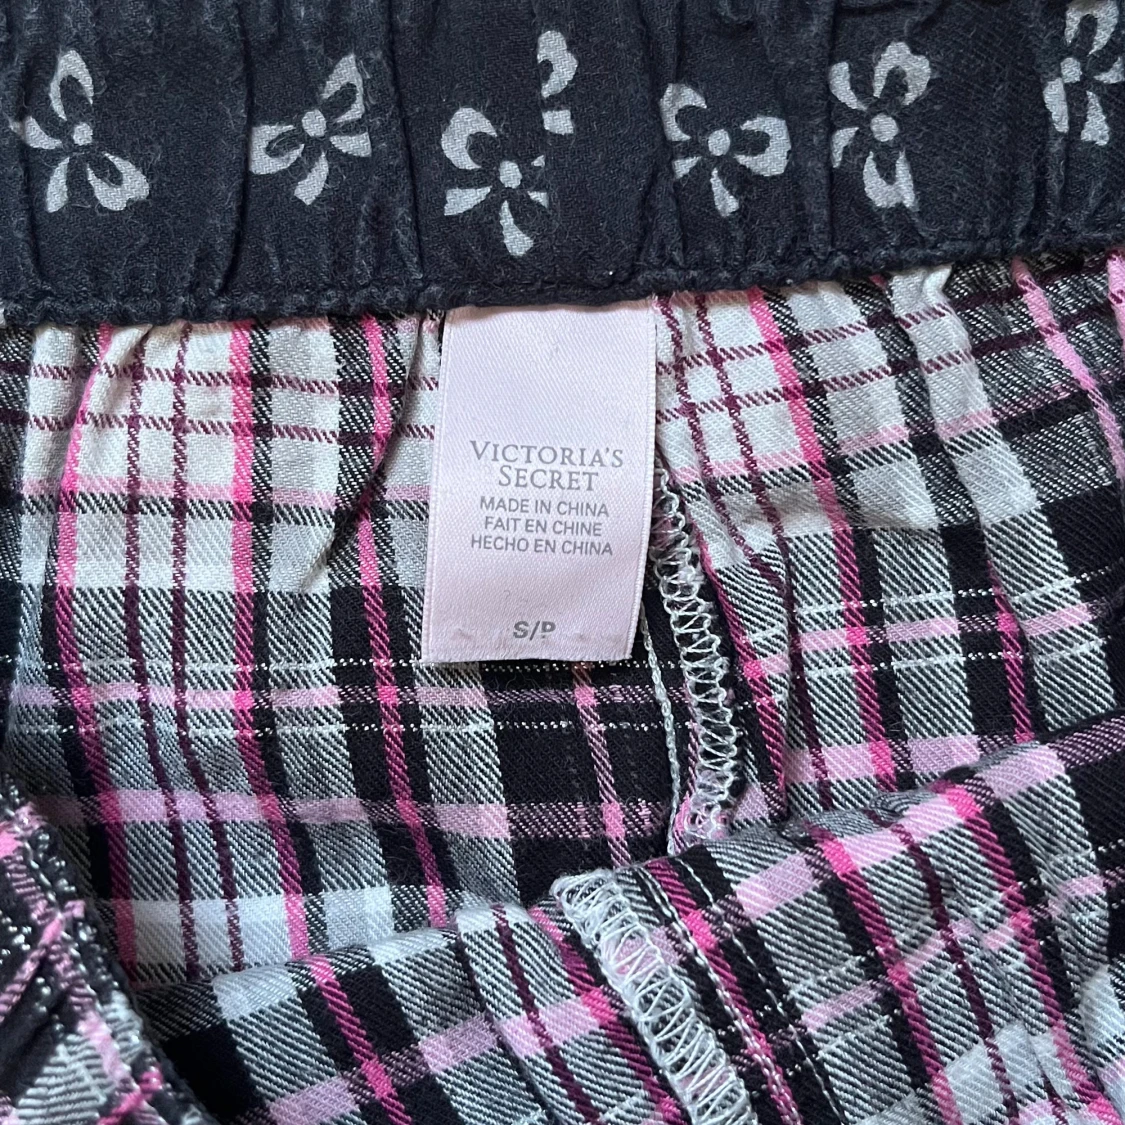 VICTORIA'S
SECRET
MADE IN CHINA
FAIT EN CHINE
HECHO EN CHINA
S/P